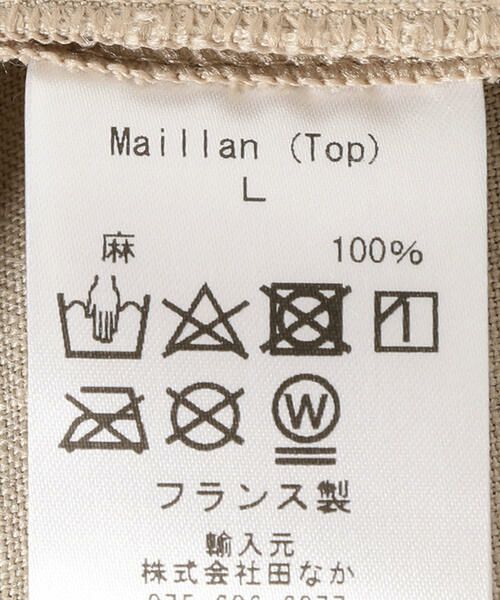 Maillan (Top)
L
麻 100%
W
フランス製
輸入元
株式会社田なか